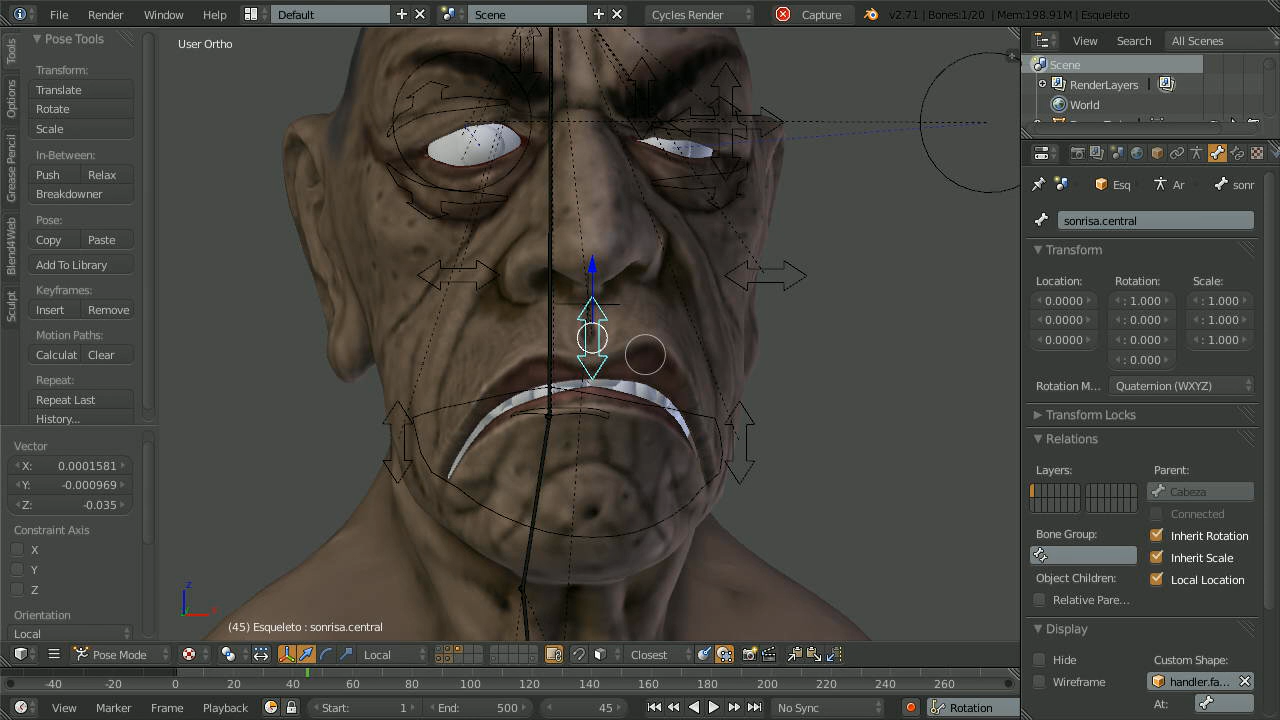 File Render Window Help Default Scene Cycles Render Capture v2.71 | Bones:1/20 | Mem:198.91M | Esqueleto
Tools
Options
Grease Pencil
Blend4Web
Sculpt
Pose Tools
Transform:
Translate
Rotate
Scale
In-Between:
Push Relax
Breakdowner
Pose:
Copy Paste
Add To Library
Keyframes:
Insert Remove
Motion Paths:
Calculat Clear
Repeat:
Repeat Last
History...
Vector
X: 0.0001581
Y: -0.000969
Z: -0.035
Constraint Axis
X
Y
Z
Orientation
Local
User Ortho
z
(45) Esqueleto : sonrisa.central
View Search All Scenes
Scene
RenderLayers
World
Esq Ar sonr
sonrisa.central
Transform
Location: Rotation: Scale:
0.0000 : 1.000 : 1.000
0.0000 : 0.000 : 1.000
0.0000 : 0.000 : 1.000
: 0.000
Rotation M... Quaternion (WXYZ)
Transform Locks
Relations
Layers: Parent:
Cabeza
Connected
Bone Group: Inherit Rotation
Inherit Scale
Object Children: Local Location
Relative Pare...
Display
Hide Custom Shape:
Wireframe handler.fa...
At:
Pose Mode Local Closest
-40 -20 0 20 40 60 80 100 120 140 160 180 200 220 240 260
View Marker Frame Playback Start: 1 End: 500 45 No Sync Rotation